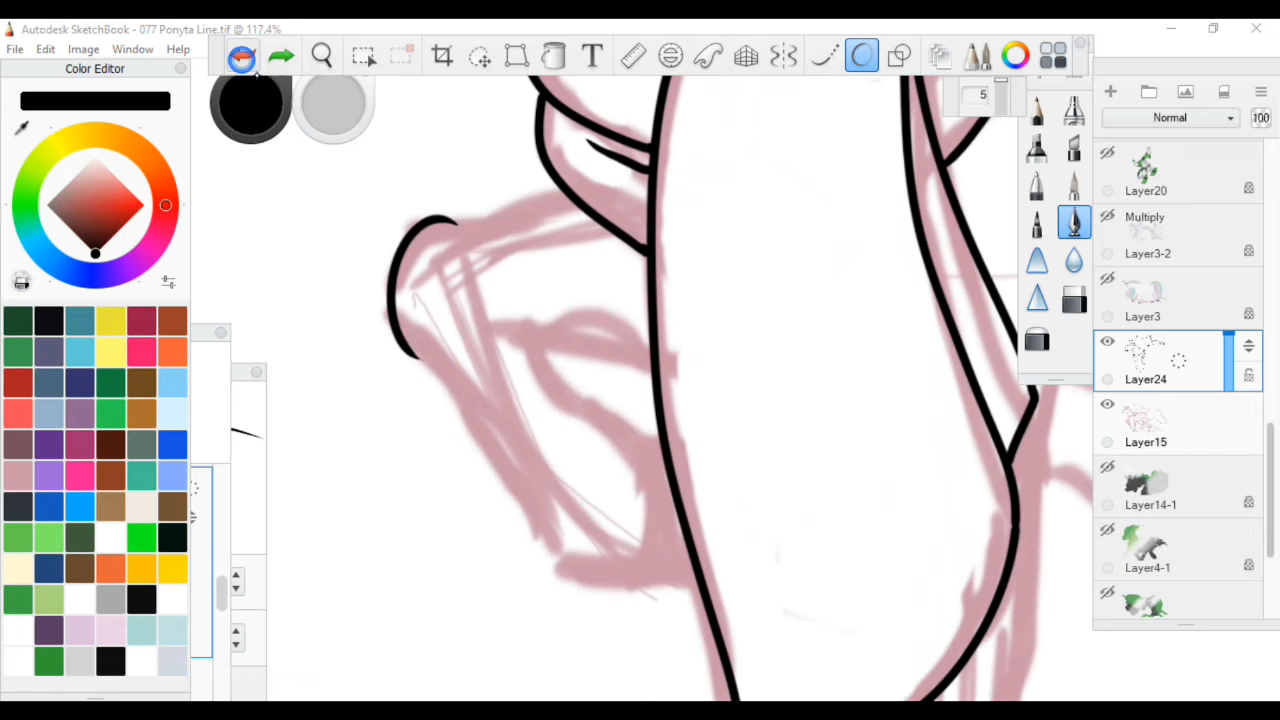 Autodesk SketchBook - 077 Ponyta Line.tif @ 117.4%
File Edit Image Window Help
Color Editor
T
5
Normal 100
Layer20
Multiply
Layer3-2
Layer3
Layer24
Layer15
Layer14-1
Layer4-1